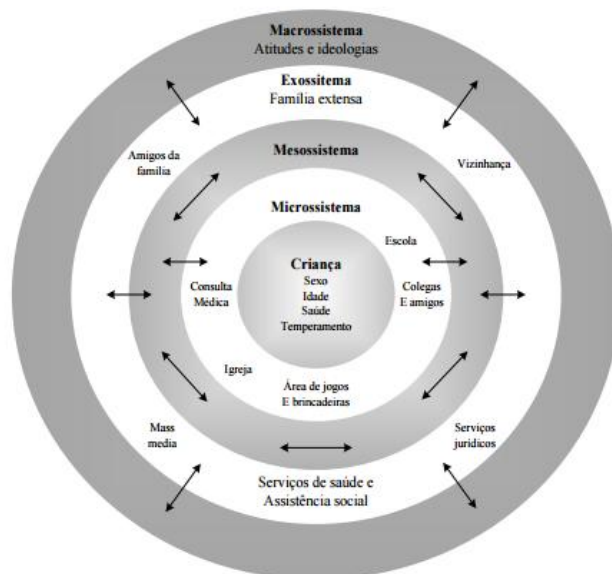 Macrossistema
Atitudes e ideologias
Exossitema
Família extensa
Amigos da
família
Mesossistema
Vizinhança
Microssistema
Escola
Criança
Sexo
Idade
Saúde
Temperamento
Consulta
Médica
Colegas
E amigos
Igreja
Área de jogos
E brincadeiras
Mass
media
Serviços
jurídicos
Serviços de saúde e
Assistência social